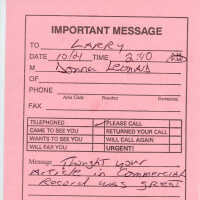 IMPORTANT MESSAGE
TO LARRY
DATE 10/21 TIME 2:40
M Donna Leonard
OF
PHONE
Area Code Number Extension
FAX
TELEPHONED ✓ PLEASE CALL
CAME TO SEE YOU RETURNED YOUR CALL
WANTS TO SEE YOU WILL CALL AGAIN
WILL FAX YOU URGENT!
Message Thought your
Article in Commercial
Record was great